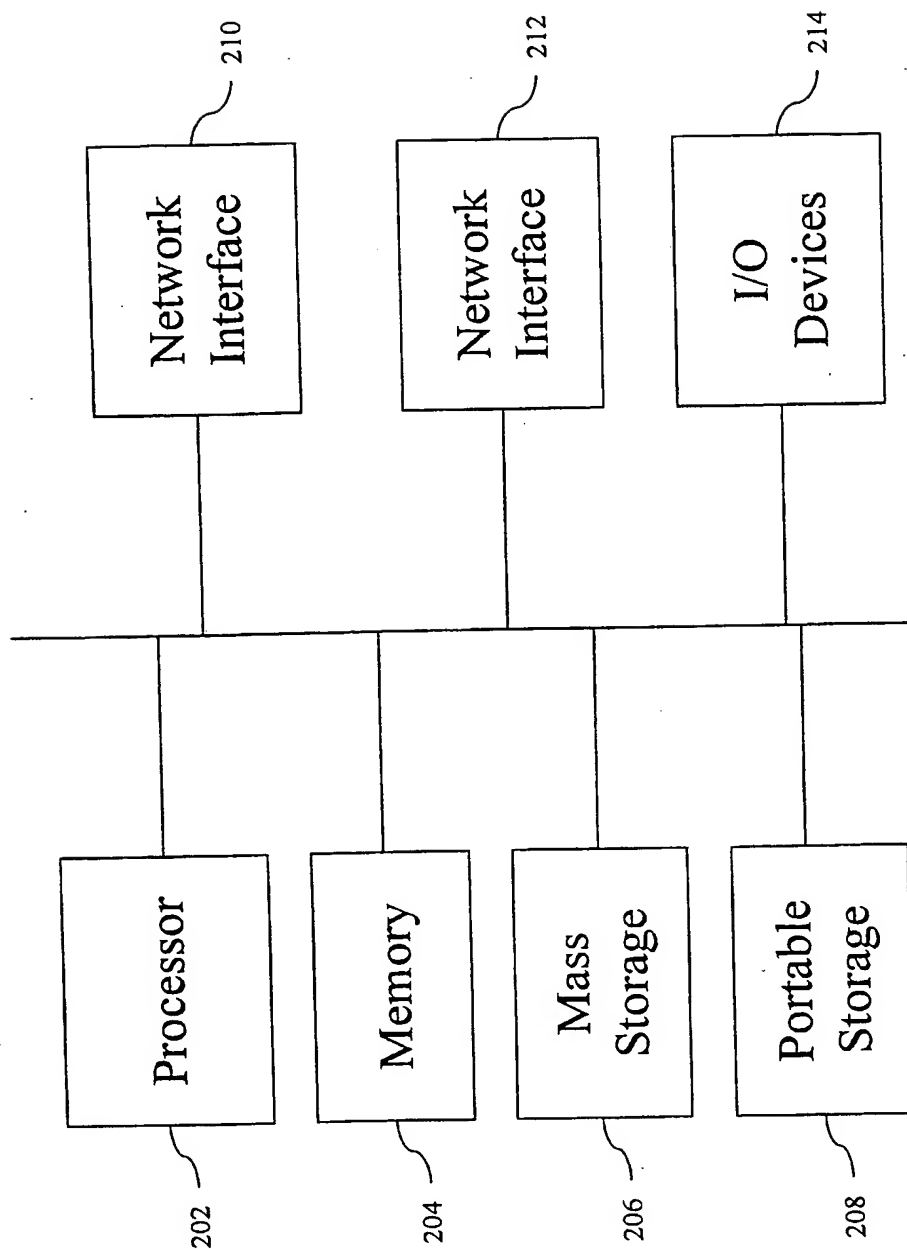 210
Network
Interface
212
Network
Interface
214
I/O
Devices
Processor
202
Memory
204
Mass
Storage
206
Portable
Storage
208